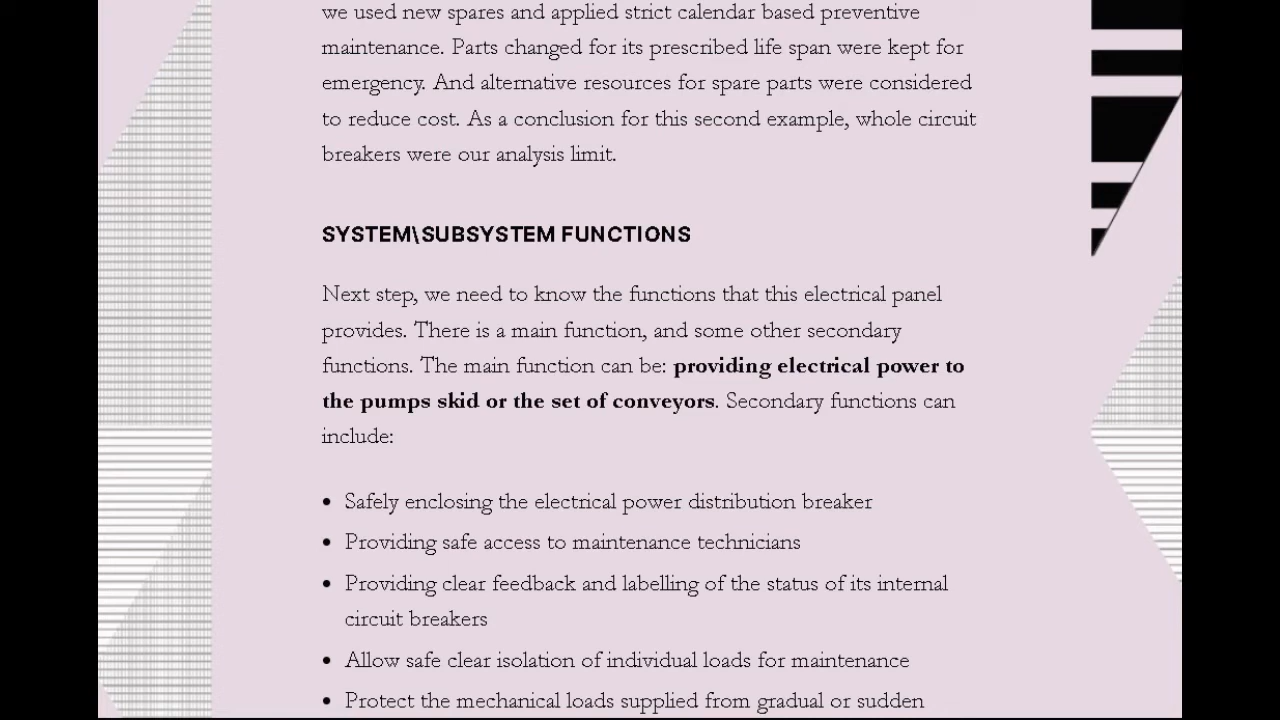 we used new spares and applied strict calendar based preventive
maintenance. Parts changed for its prescribed life span were kept for
emergency. And alternative resources for spare parts were considered
to reduce cost. As a conclusion for this second example, whole circuit
breakers were our analysis limit.
SYSTEM\SUBSYSTEM FUNCTIONS
Next step, we need to know the functions that this electrical panel
provides. There is a main function, and some other secondary
functions. The main function can be: providing electrical power to
the pumps skid or the set of conveyors. Secondary functions can
include:
• Safely enclosing the electrical power distribution breaker
• Providing safe access to maintenance technicians
• Providing clear feedback and labelling of the status of its internal
circuit breakers
• Allow safe clear isolation of individual loads for maintenance
• Protect the mechanical loads supplied from gradual or sudden